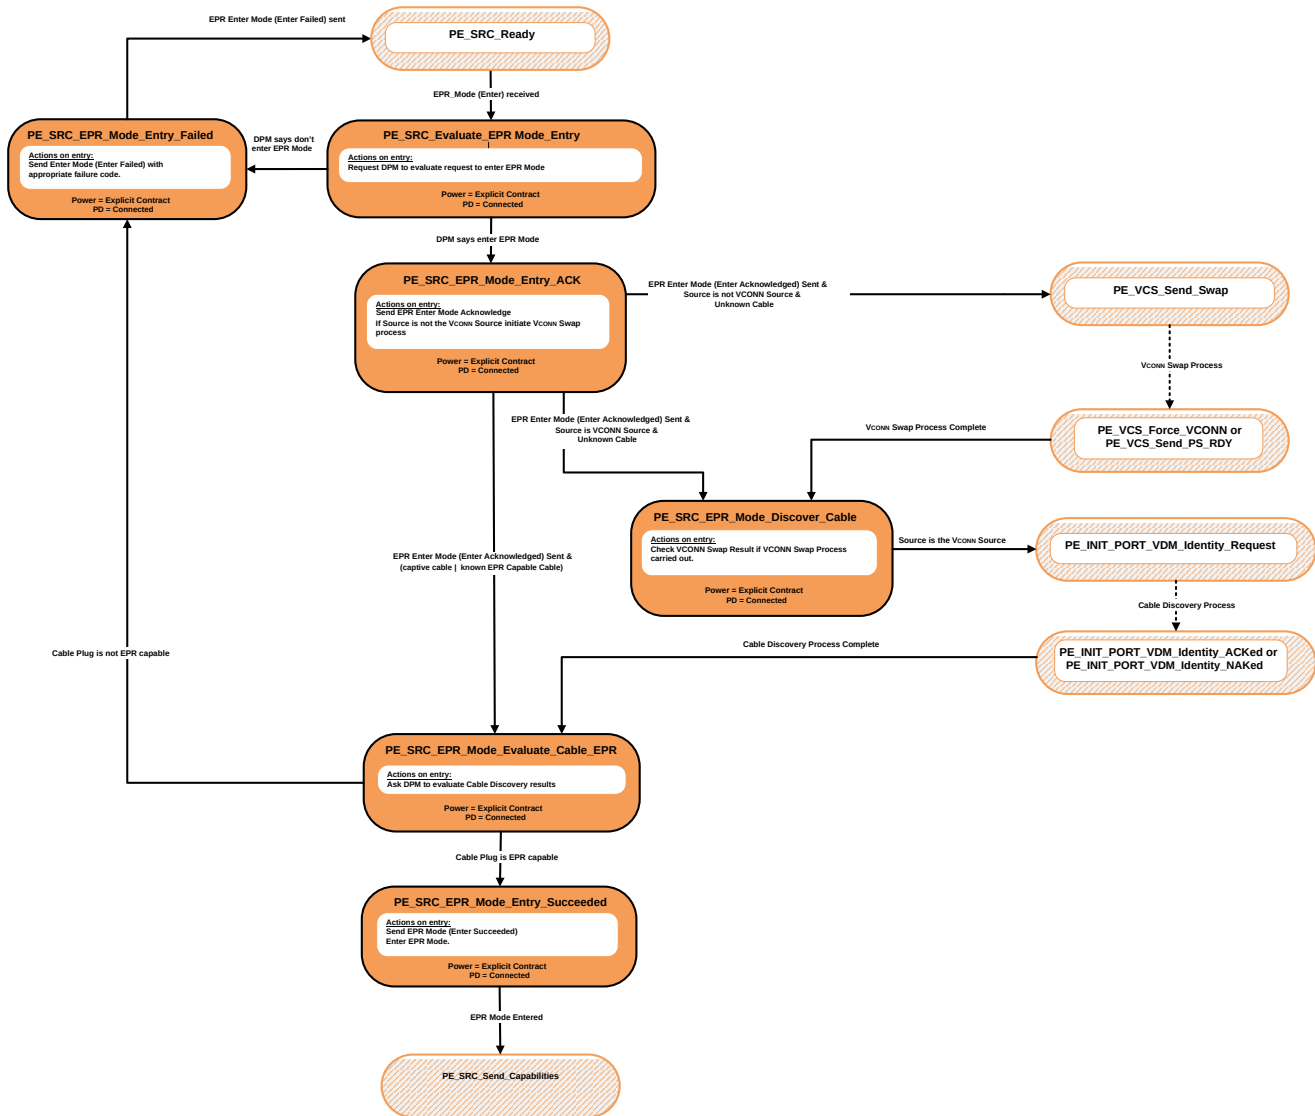 EPR Enter Mode (Enter Failed) sent
PE_SRC_Ready
EPR_Mode (Enter) received
PE_SRC_EPR_Mode_Entry_Failed
Actions on entry:
Send Enter Mode (Enter Failed) with
appropriate failure code.
Power = Explicit Contract
PD = Connected
DPM says don't
enter EPR Mode
PE_SRC_Evaluate_EPR Mode_Entry
Actions on entry:
Request DPM to evaluate request to enter EPR Mode
Power = Explicit Contract
PD = Connected
DPM says enter EPR Mode
PE_SRC_EPR_Mode_Entry_ACK
Actions on entry:
Send EPR Enter Mode Acknowledge
If Source is not the VCONN Source initiate VCONN Swap
process
Power = Explicit Contract
PD = Connected
EPR Enter Mode (Enter Acknowledged) Sent &
Source is not VCONN Source &
Unknown Cable
PE_VCS_Send_Swap
VCONN Swap Process
EPR Enter Mode (Enter Acknowledged) Sent &
Source is VCONN Source &
Unknown Cable
VCONN Swap Process Complete
PE_VCS_Force_VCONN or
PE_VCS_Send_PS_RDY
PE_SRC_EPR_Mode_Discover_Cable
Actions on entry:
Check VCONN Swap Result if VCONN Swap Process
carried out.
Power = Explicit Contract
PD = Connected
Source is the VCONN Source
PE_INIT_PORT_VDM_Identity_Request
EPR Enter Mode (Enter Acknowledged) Sent &
(captive cable | known EPR Capable Cable)
Cable Discovery Process
Cable Plug is not EPR capable
Cable Discovery Process Complete
PE_INIT_PORT_VDM_Identity_ACKed or
PE_INIT_PORT_VDM_Identity_NAKed
PE_SRC_EPR_Mode_Evaluate_Cable_EPR
Actions on entry:
Ask DPM to evaluate Cable Discovery results
Power = Explicit Contract
PD = Connected
Cable Plug is EPR capable
PE_SRC_EPR_Mode_Entry_Succeeded
Actions on entry:
Send EPR Mode (Enter Succeeded)
Enter EPR Mode.
Power = Explicit Contract
PD = Connected
EPR Mode Entered
PE_SRC_Send_Capabilities